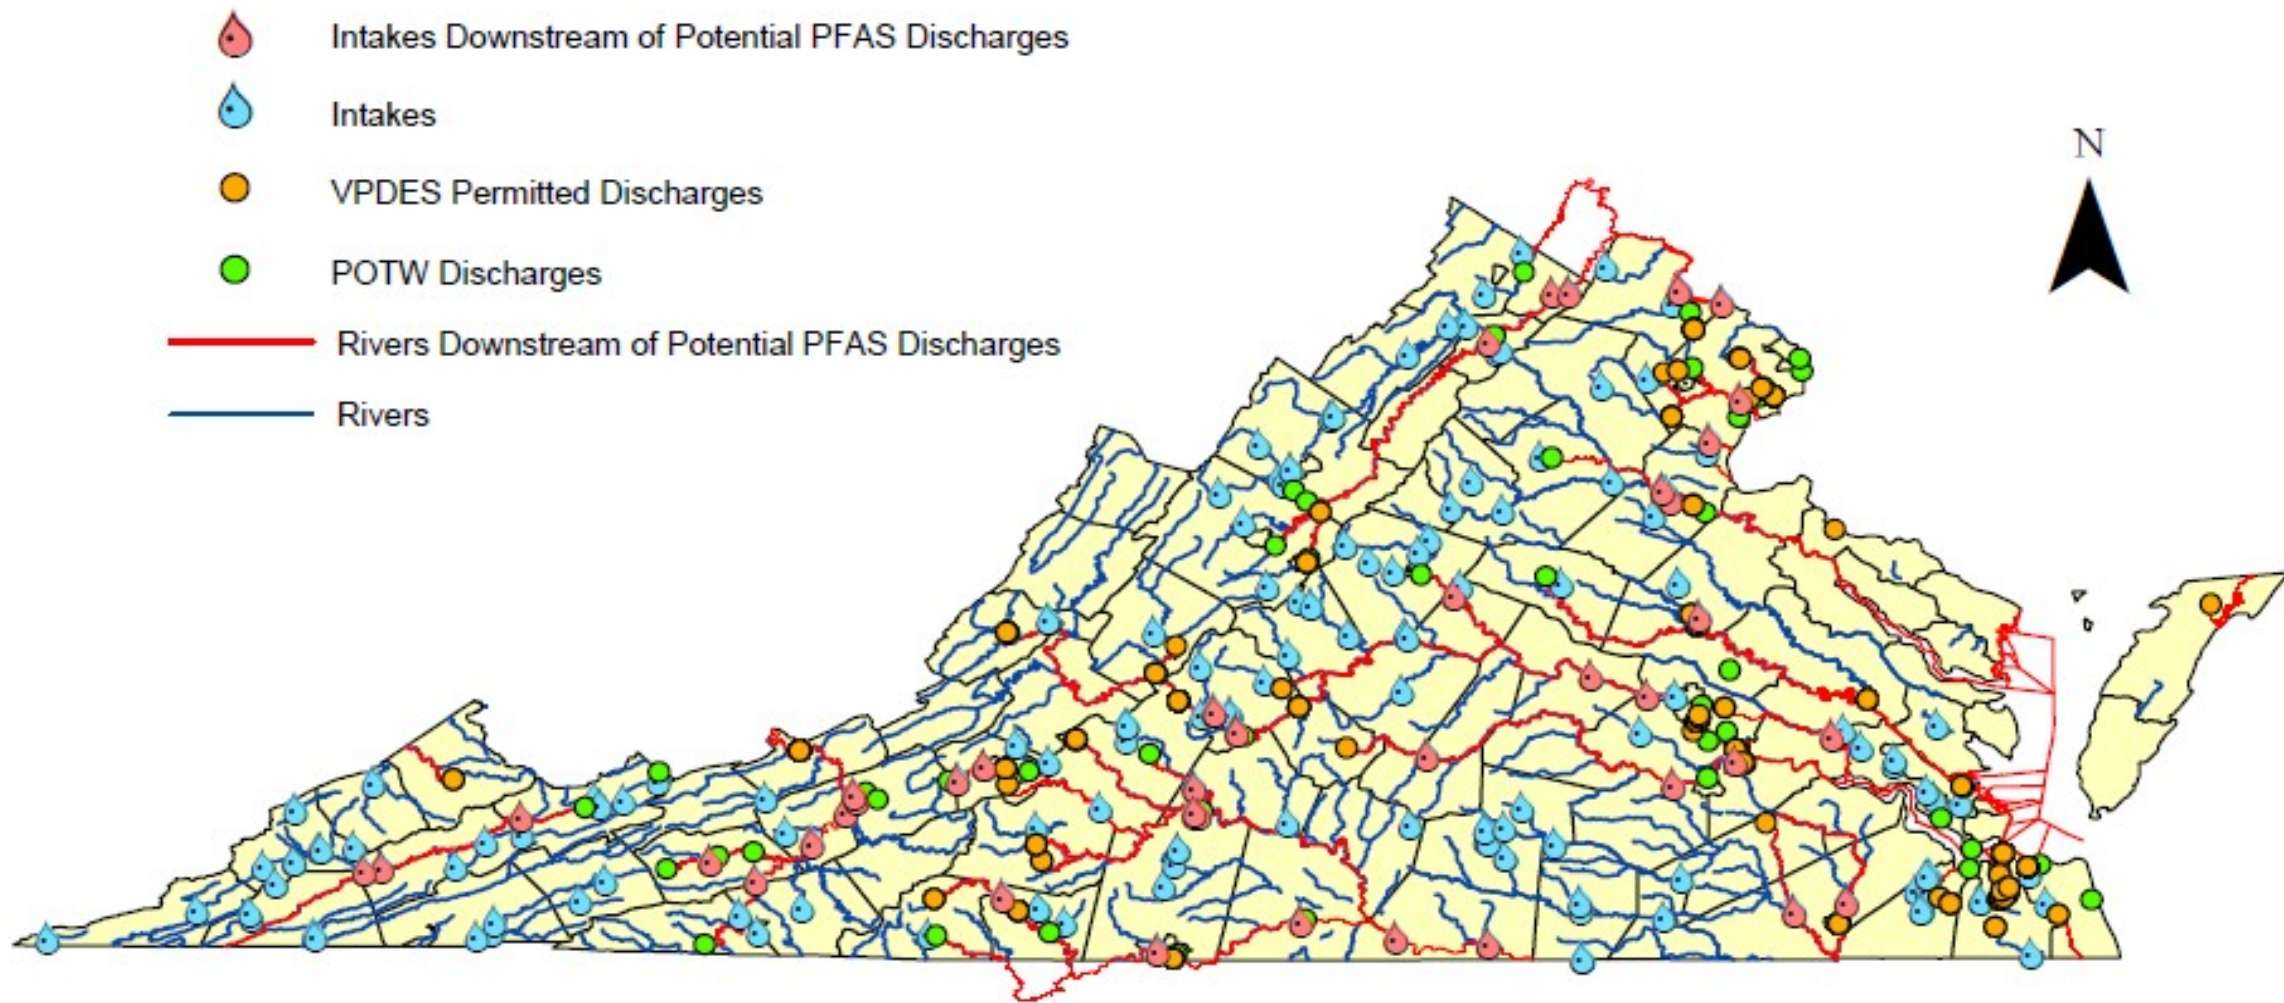 Intakes Downstream of Potential PFAS Discharges
Intakes
VPDES Permitted Discharges
POTW Discharges
Rivers Downstream of Potential PFAS Discharges
Rivers
N